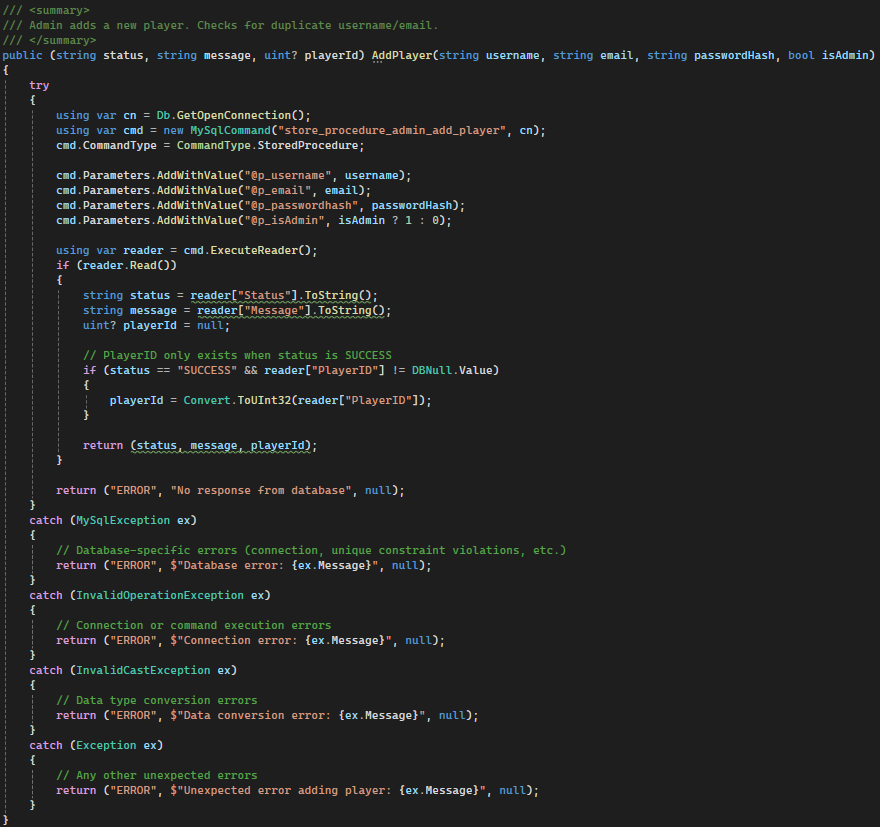 /// <summary>
/// Admin adds a new player. Checks for duplicate username/email.
/// </summary>
public (string status, string message, uint? playerId) AddPlayer(string username, string email, string passwordHash, bool isAdmin)
{
    try
    {
        using var cn = Db.GetOpenConnection();
        using var cmd = new MySqlCommand("store_procedure_admin_add_player", cn);
        cmd.CommandType = CommandType.StoredProcedure;

        cmd.Parameters.AddWithValue("@p_username", username);
        cmd.Parameters.AddWithValue("@p_email", email);
        cmd.Parameters.AddWithValue("@p_passwordhash", passwordHash);
        cmd.Parameters.AddWithValue("@p_isAdmin", isAdmin ? 1 : 0);

        using var reader = cmd.ExecuteReader();
        if (reader.Read())
        {
            string status = reader["Status"].ToString();
            string message = reader["Message"].ToString();
            uint? playerId = null;

            // PlayerID only exists when status is SUCCESS
            if (status == "SUCCESS" && reader["PlayerID"] != DBNull.Value)
            {
                playerId = Convert.ToUInt32(reader["PlayerID"]);
            }

            return (status, message, playerId);
        }

        return ("ERROR", "No response from database", null);
    }
    catch (MySqlException ex)
    {
        // Database-specific errors (connection, unique constraint violations, etc.)
        return ("ERROR", $"Database error: {ex.Message}", null);
    }
    catch (InvalidOperationException ex)
    {
        // Connection or command execution errors
        return ("ERROR", $"Connection error: {ex.Message}", null);
    }
    catch (InvalidCastException ex)
    {
        // Data type conversion errors
        return ("ERROR", $"Data conversion error: {ex.Message}", null);
    }
    catch (Exception ex)
    {
        // Any other unexpected errors
        return ("ERROR", $"Unexpected error adding player: {ex.Message}", null);
    }
}